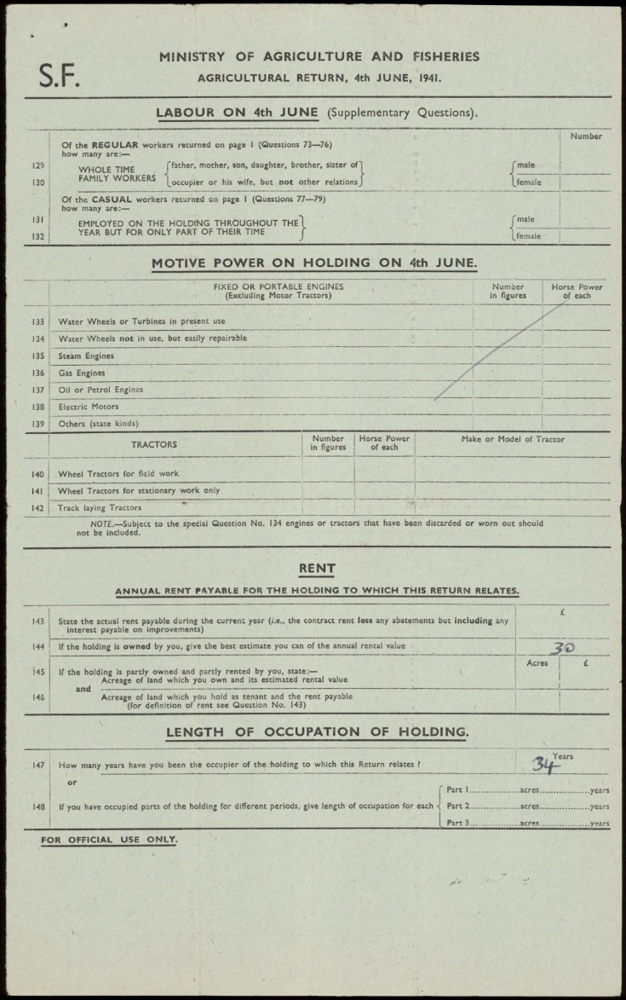 S.F.
MINISTRY OF AGRICULTURE AND FISHERIES
AGRICULTURAL RETURN, 4th JUNE, 1941.
LABOUR ON 4th JUNE (Supplementary Questions).
Number
Of the REGULAR workers returned on page 1 (Questions 73—76)
how many are:—
129 WHOLE TIME father, mother, son, daughter, brother, sister of male
130 FAMILY WORKERS occupier or his wife, but not other relations female
Of the CASUAL workers returned on page 1 (Questions 77—79)
how many are:—
131 EMPLOYED ON THE HOLDING THROUGHOUT THE male
132 YEAR BUT FOR ONLY PART OF THEIR TIME female
MOTIVE POWER ON HOLDING ON 4th JUNE.
FIXED OR PORTABLE ENGINES Number Horse Power
(Excluding Motor Tractors) in figures of each
133 Water Wheels or Turbines in present use
134 Water Wheels not in use, but easily repairable
135 Steam Engines
136 Gas Engines
137 Oil or Petrol Engines
138 Electric Motors
139 Others (state kinds)
TRACTORS Number in figures Horse Power of each Make or Model of Tractor
140 Wheel Tractors for field work
141 Wheel Tractors for stationary work only
142 Track laying Tractors
NOTE.—Subject to the special Question No. 134 engines or tractors that have been discarded or worn out should
not be included.
RENT
ANNUAL RENT PAYABLE FOR THE HOLDING TO WHICH THIS RETURN RELATES.
£
143 State the actual rent payable during the current year (i.e., the contract rent less any abatements but including any
interest payable on improvements)
144 If the holding is owned by you, give the best estimate you can of the annual rental value 30
Acres £
145 If the holding is partly owned and partly rented by you, state:—
Acreage of land which you own and its estimated rental value
and
146 Acreage of land which you hold as tenant and the rent payable
(for definition of rent see Question No. 143)
LENGTH OF OCCUPATION OF HOLDING.
147 How many years have you been the occupier of the holding to which this Return relates ? 34 Years
or
Part 1..............acres..............years
148 If you have occupied parts of the holding for different periods, give length of occupation for each Part 2..............acres..............years
Part 3..............acres..............years
FOR OFFICIAL USE ONLY.